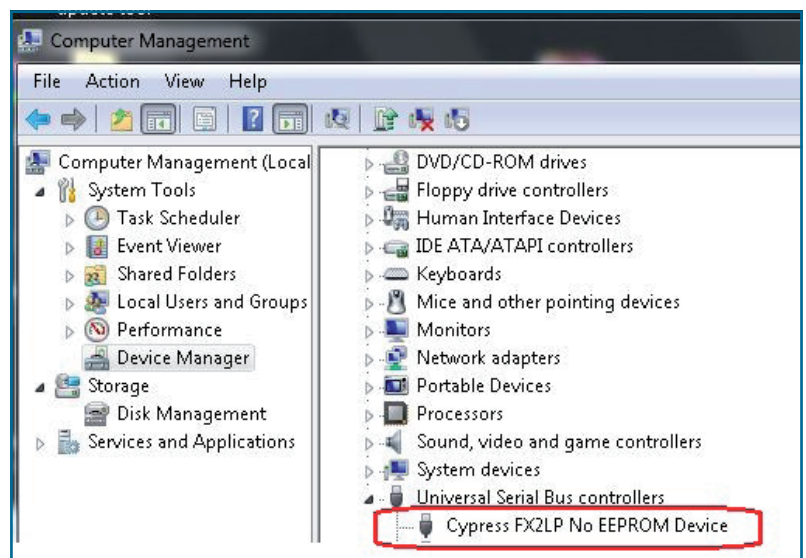 Computer Management
File Action View Help
Computer Management (Local
System Tools
Task Scheduler
Event Viewer
Shared Folders
Local Users and Groups
Performance
Device Manager
Storage
Disk Management
Services and Applications
DVD/CD-ROM drives
Floppy drive controllers
Human Interface Devices
IDE ATA/ATAPI controllers
Keyboards
Mice and other pointing devices
Monitors
Network adapters
Portable Devices
Processors
Sound, video and game controllers
System devices
Universal Serial Bus controllers
Cypress FX2LP No EEPROM Device